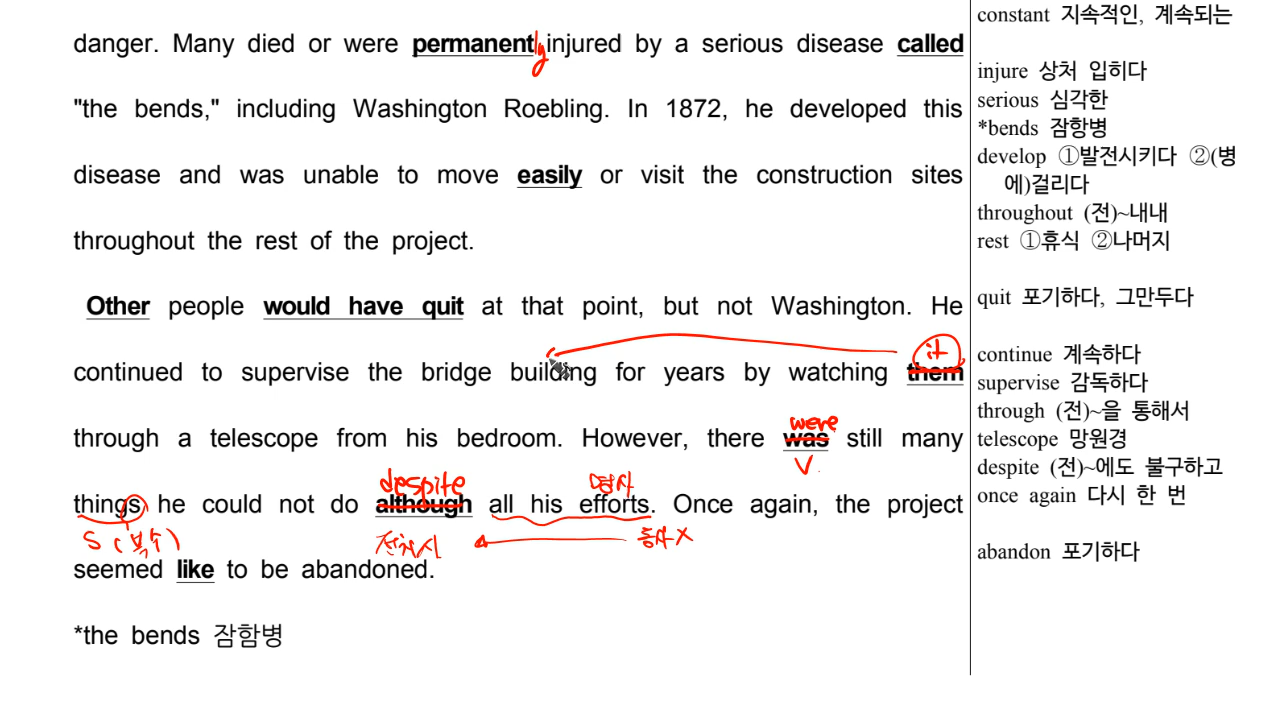 danger. Many died or were permanently injured by a serious disease called
"the bends," including Washington Roebling. In 1872, he developed this
disease and was unable to move easily or visit the construction sites
throughout the rest of the project.
Other people would have quit at that point, but not Washington. He
it
continued to supervise the bridge building for years by watching them
were
through a telescope from his bedroom. However, there was still many
V
despite 명사
things he could not do although all his efforts. Once again, the project
S (복수) 전치사 동사X
seemed like to be abandoned.
*the bends 잠함병
constant 지속적인, 계속되는
injure 상처 입히다
serious 심각한
*bends 잠항병
develop ①발전시키다 ②(병
에)걸리다
throughout (전)~내내
rest ①휴식 ②나머지
quit 포기하다, 그만두다
continue 계속하다
supervise 감독하다
through (전)~을 통해서
telescope 망원경
despite (전)~에도 불구하고
once again 다시 한 번
abandon 포기하다